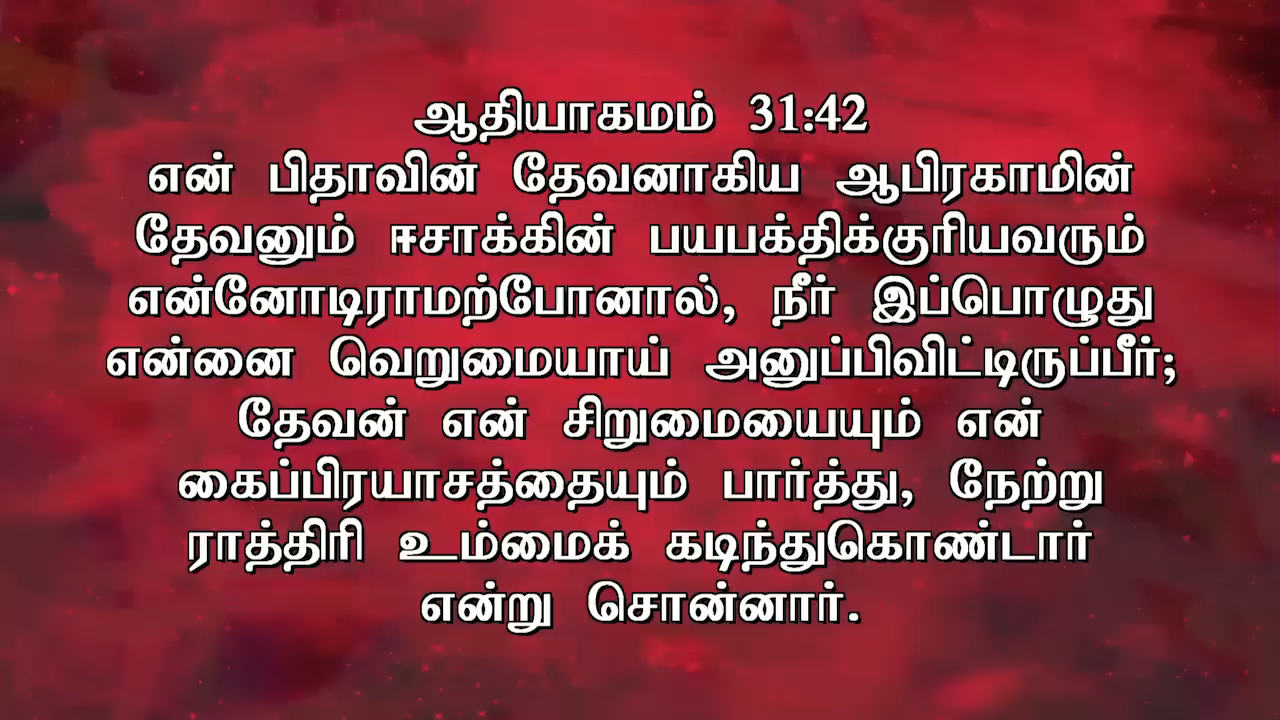 ஆதியாகமம் 31:42
என் பிதாவின் தேவனாகிய ஆபிரகாமின்
தேவனும் ஈசாக்கின் பயபக்திக்குரியவரும்
என்னோடிராமற்போனால், நீர் இப்பொழுது
என்னை வெறுமையாய் அனுப்பிவிட்டிருப்பீர்;
தேவன் என் சிறுமையையும் என்
கைப்பிரயாசத்தையும் பார்த்து, நேற்று
ராத்திரி உம்மைக் கடிந்துகொண்டார்
என்று சொன்னார்.